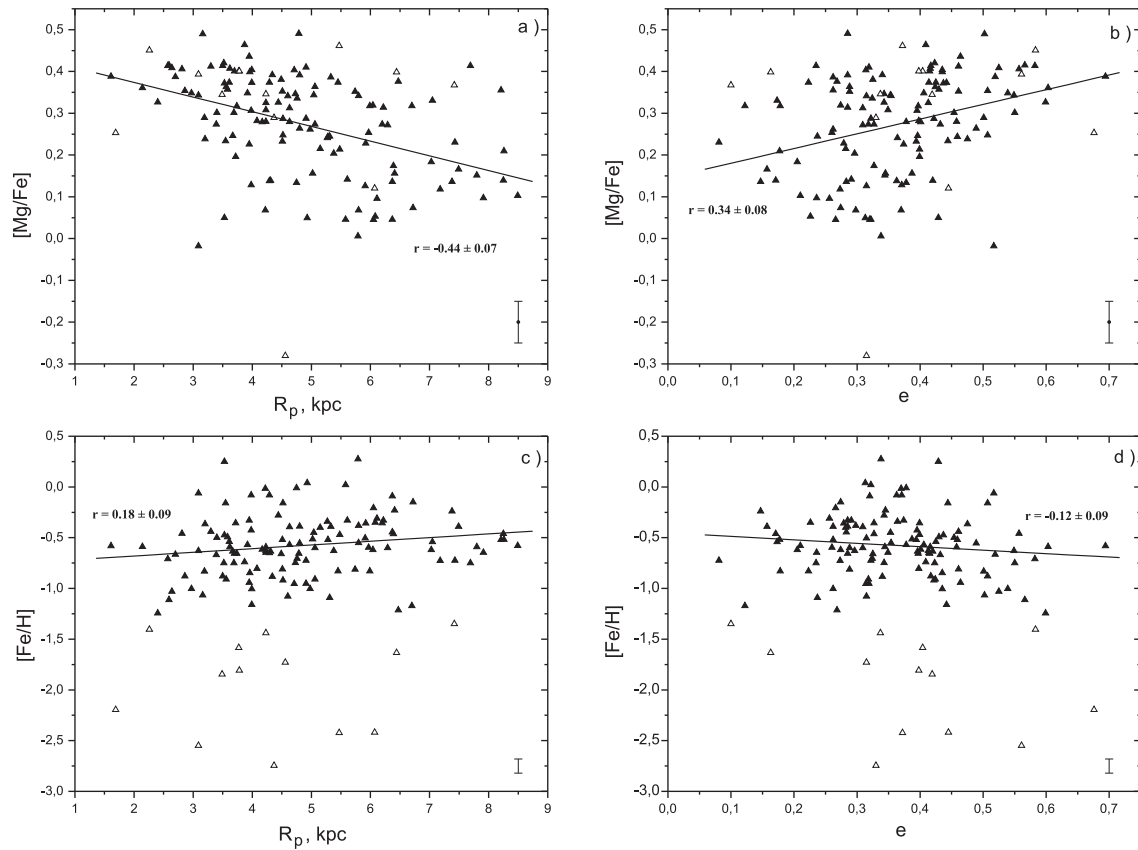 a )
0,5
0,4
0,3
0,2
0,1
0,0
-0,1
-0,2
-0,3
[Mg/Fe]
r = -0.44 ± 0.07
1 2 3 4 5 6 7 8 9
R_p , kpc
b )
0,5
0,4
0,3
0,2
0,1
0,0
-0,1
-0,2
-0,3
[Mg/Fe]
r = 0.34 ± 0.08
0,0 0,1 0,2 0,3 0,4 0,5 0,6 0,7
e
c )
0,5
0,0
-0,5
-1,0
-1,5
-2,0
-2,5
-3,0
[Fe/H]
r = 0.18 ± 0.09
1 2 3 4 5 6 7 8 9
R_p , kpc
d )
0,5
0,0
-0,5
-1,0
-1,5
-2,0
-2,5
-3,0
[Fe/H]
r = -0.12 ± 0.09
0,0 0,1 0,2 0,3 0,4 0,5 0,6 0,7
e